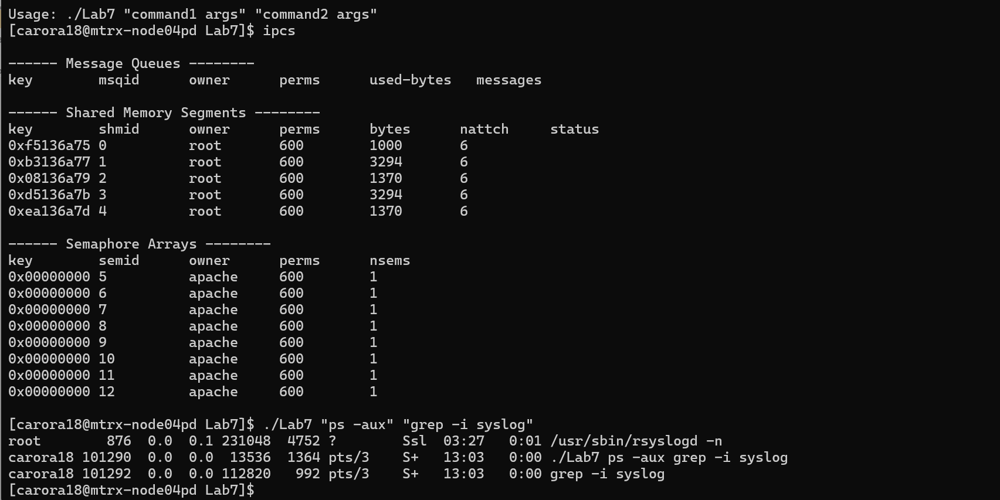 Usage: ./Lab7 "command1 args" "command2 args"
[carora18@mtrx-node04pd Lab7]$ ipcs
------ Message Queues --------
key        msqid      owner      perms      used-bytes   messages
------ Shared Memory Segments --------
key        shmid      owner      perms      bytes      nattch     status
0xf5136a75 0          root       600        1000       6
0xb3136a77 1          root       600        3294       6
0x08136a79 2          root       600        1370       6
0xd5136a7b 3          root       600        3294       6
0xea136a7d 4          root       600        1370       6
------ Semaphore Arrays --------
key        semid      owner      perms      nsems
0x00000000 5          apache     600        1
0x00000000 6          apache     600        1
0x00000000 7          apache     600        1
0x00000000 8          apache     600        1
0x00000000 9          apache     600        1
0x00000000 10         apache     600        1
0x00000000 11         apache     600        1
0x00000000 12         apache     600        1
[carora18@mtrx-node04pd Lab7]$ ./Lab7 "ps -aux" "grep -i syslog"
root        876  0.0  0.1 231048  4752 ?        Ssl  03:27   0:01 /usr/sbin/rsyslogd -n
carora18 101290  0.0  0.0  13536  1364 pts/3    S+   13:03   0:00 ./Lab7 ps -aux grep -i syslog
carora18 101292  0.0  0.0 112820   992 pts/3    S+   13:03   0:00 grep -i syslog
[carora18@mtrx-node04pd Lab7]$